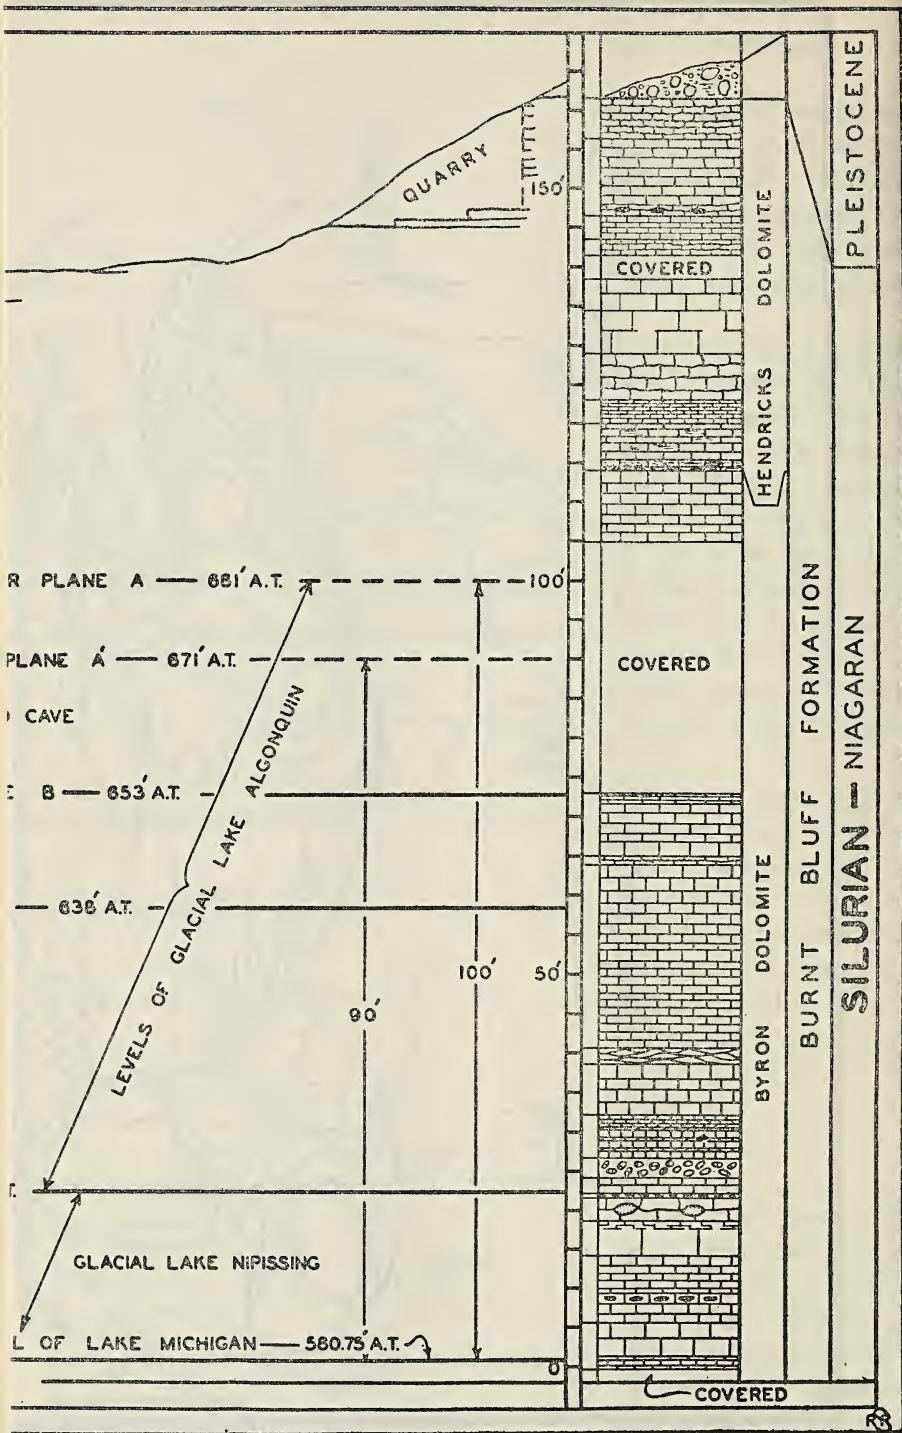 QUARRY
150'
COVERED
HENDRICKS DOLOMITE
PLEISTOCENE
R PLANE A — 681' A.T.
100'
PLANE A' — 671' A.T.
COVERED
CAVE
B — 653' A.T.
638' A.T.
LEVELS OF GLACIAL LAKE ALGONQUIN
90'
100'
50'
BYRON DOLOMITE
BURNT BLUFF FORMATION
SILURIAN — NIAGARAN
T.
GLACIAL LAKE NIPISSING
L OF LAKE MICHIGAN — 580.75' A.T.
0
COVERED